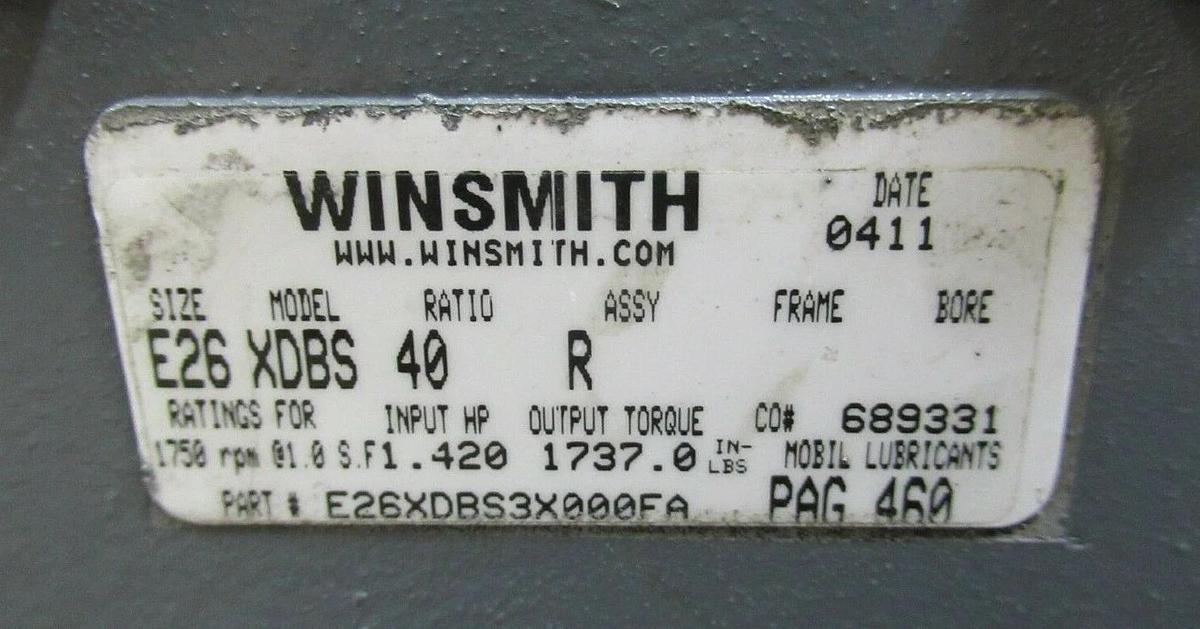 WINSMITH
DATE
WWW.WINSMITH.COM
0411
SIZE MODEL RATIO ASSY FRAME BORE
E26 XDBS 40 R
RATINGS FOR INPUT HP OUTPUT TORQUE CO# 689331
1750 rpm @1.0 S.F 1.420 1737.0 IN-LBS MOBIL LUBRICANTS
PART # E26XDBS3X000FA PAG 460